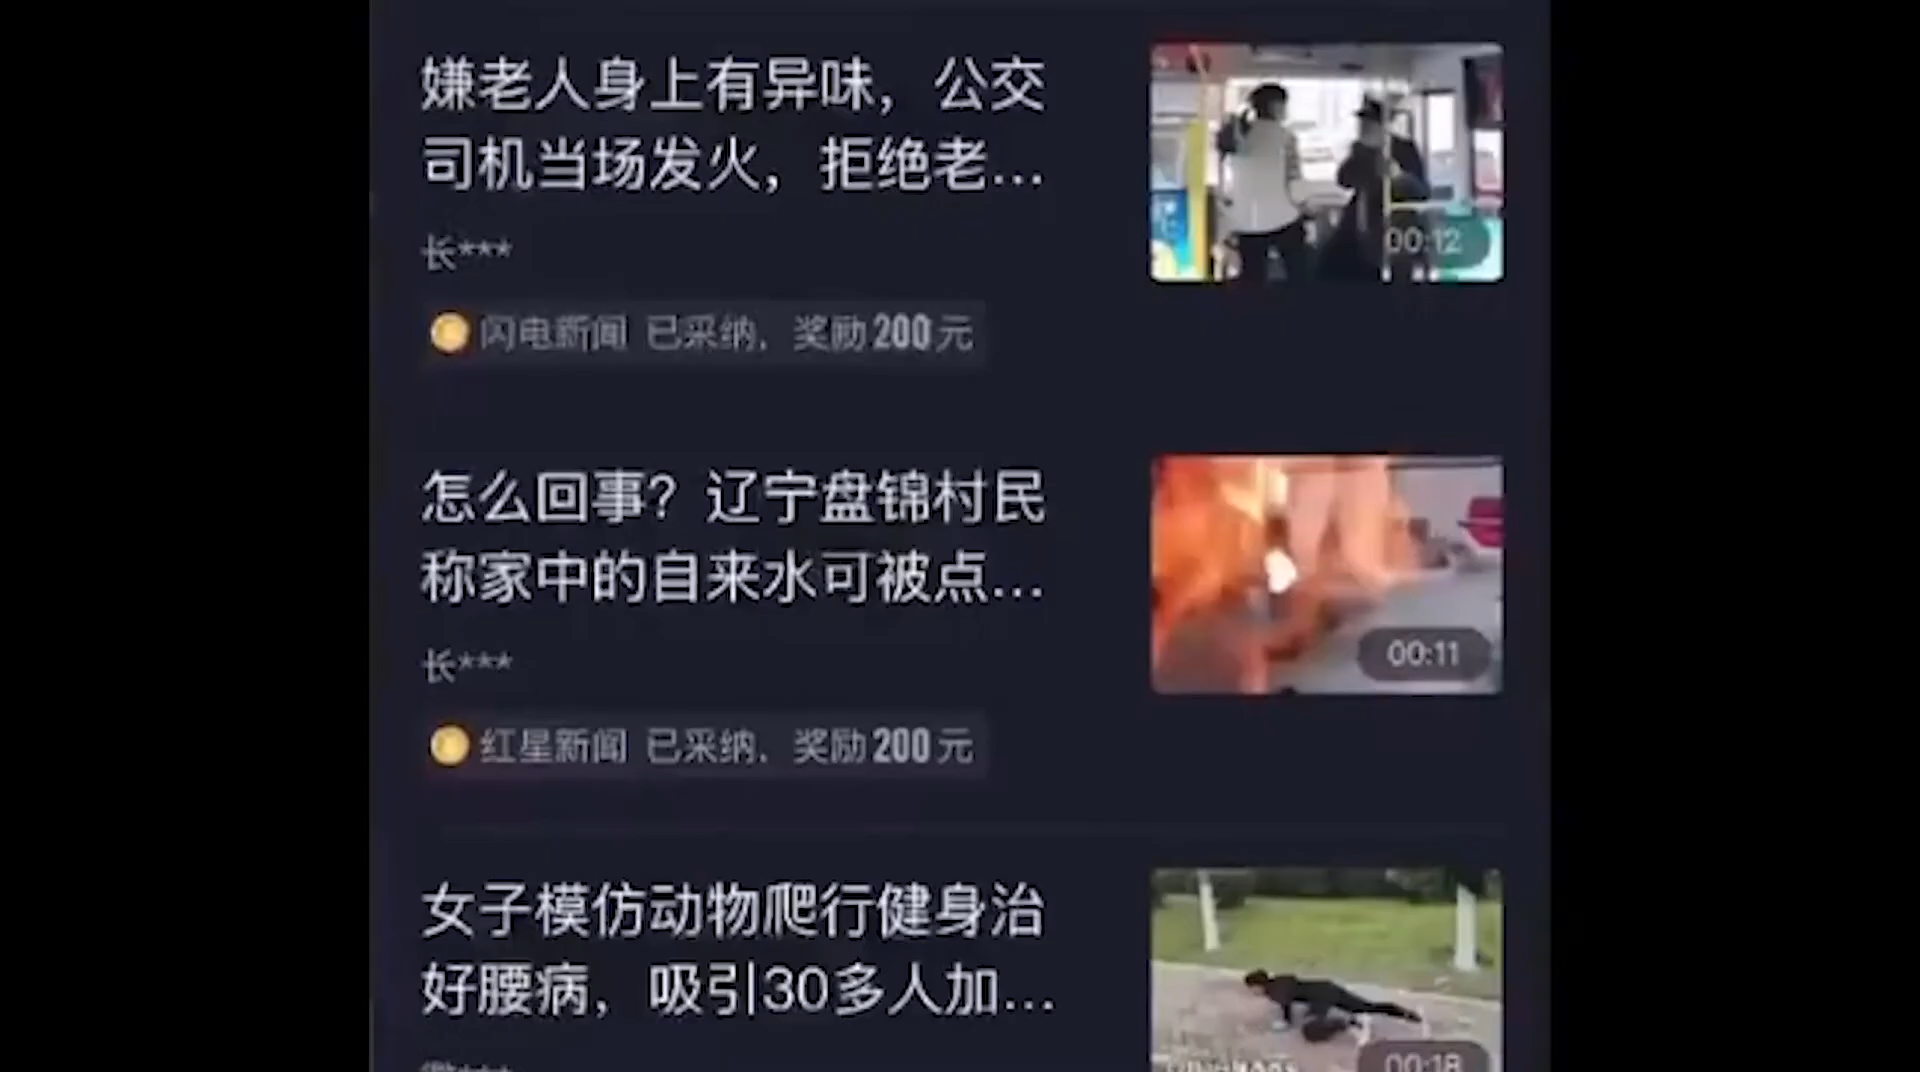 嫌老人身上有异味，公交
司机当场发火，拒绝老...
长***
00:12
闪电新闻 已采纳，奖励200元
怎么回事？辽宁盘锦村民
称家中的自来水可被点...
长***
00:11
红星新闻 已采纳，奖励200元
女子模仿动物爬行健身治
好腰病，吸引30多人加...
00:18